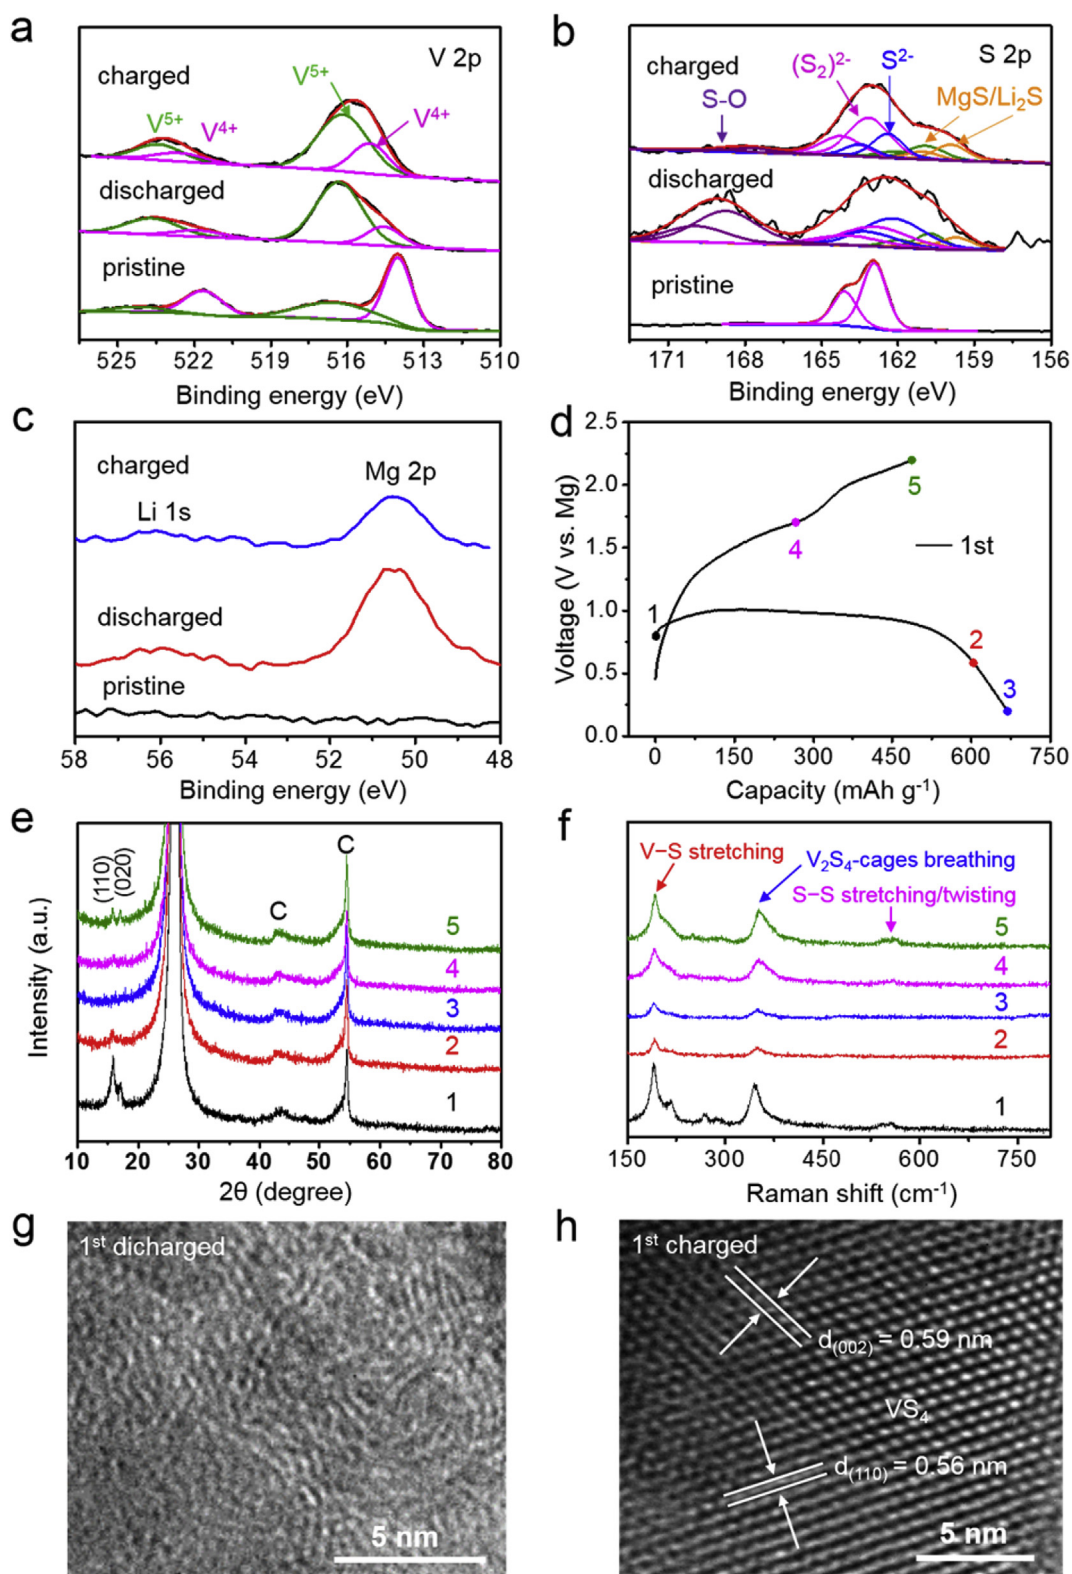 a
V 2p
charged
V⁵⁺
V⁵⁺
V⁴⁺
V⁴⁺
discharged
pristine
525 522 519 516 513 510
Binding energy (eV)
b
S 2p
charged
(S₂)²⁻
S²⁻
S-O
MgS/Li₂S
discharged
pristine
171 168 165 162 159 156
Binding energy (eV)
c
charged
Mg 2p
Li 1s
discharged
pristine
58 56 54 52 50 48
Binding energy (eV)
d
2.5
2.0
1.5
1.0
0.5
0.0
Voltage (V vs. Mg)
5
4
1st
1
2
3
0 150 300 450 600 750
Capacity (mAh g⁻¹)
e
Intensity (a.u.)
(110)
(020)
C
C
5
4
3
2
1
10 20 30 40 50 60 70 80
2θ (degree)
f
V−S stretching
V₂S₄-cages breathing
S−S stretching/twisting
5
4
3
2
1
150 300 450 600 750
Raman shift (cm⁻¹)
g
1ˢᵗ dicharged
5 nm
h
1ˢᵗ charged
d₍₀₀₂₎ = 0.59 nm
VS₄
d₍₁₁₀₎ = 0.56 nm
5 nm